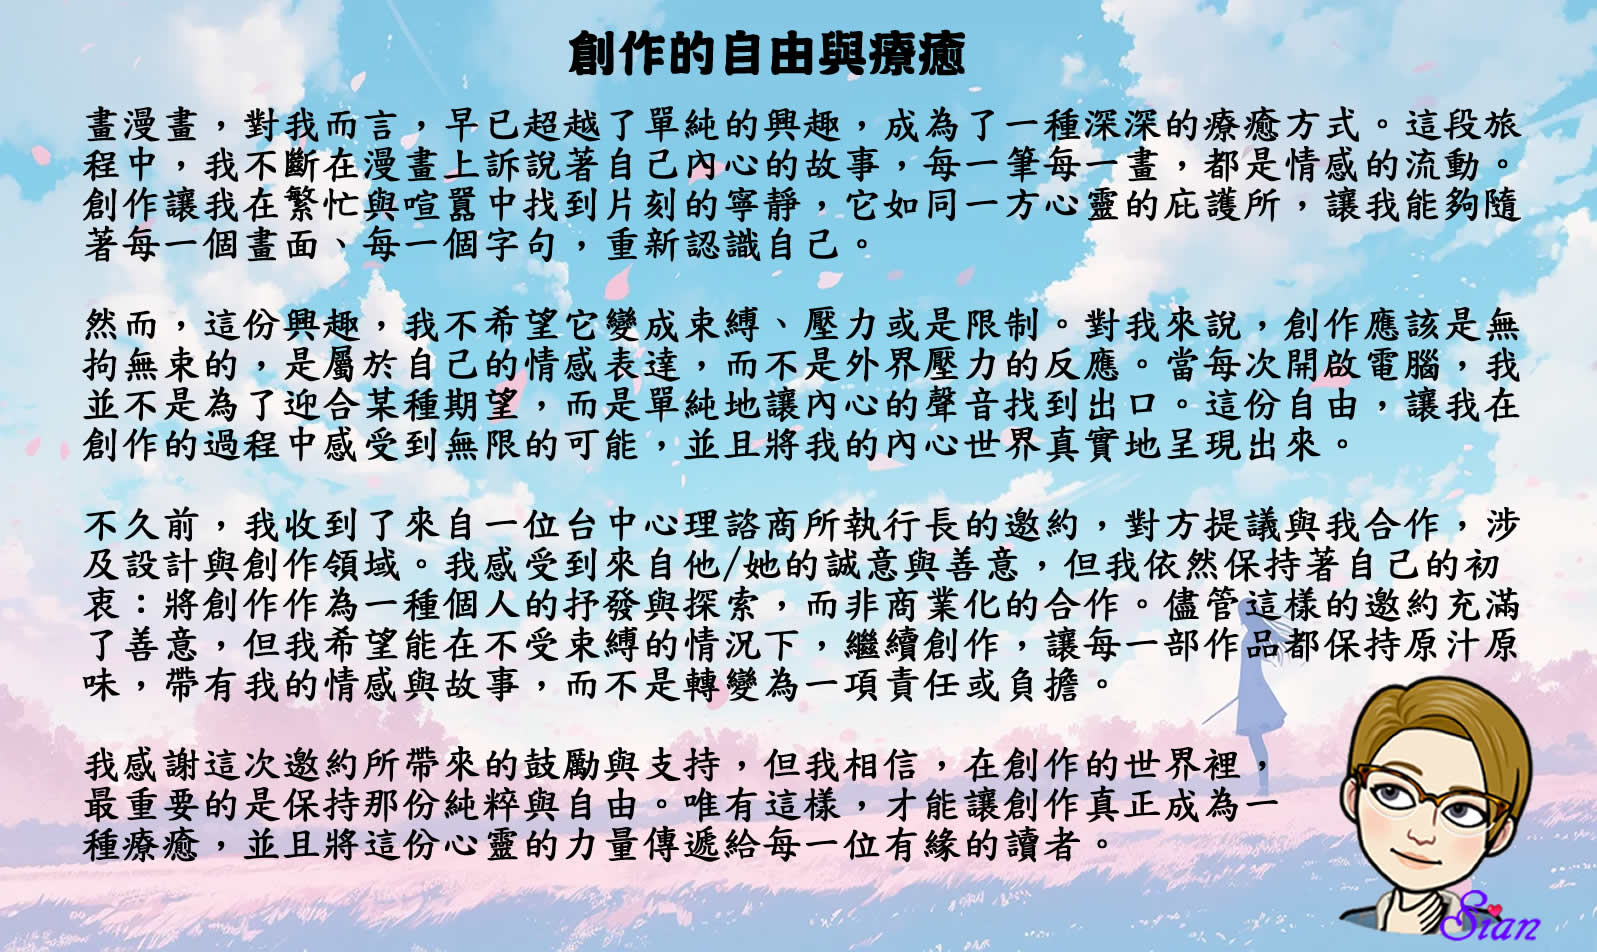 創作的自由與療癒
畫漫畫，對我而言，早已超越了單純的興趣，成為了一種深深的療癒方式。這段旅
程中，我不斷在漫畫上訴說著自己內心的故事，每一筆每一畫，都是情感的流動。
創作讓我在繁忙與喧囂中找到片刻的寧靜，它如同一方心靈的庇護所，讓我能夠隨
著每一個畫面、每一個字句，重新認識自己。
然而，這份興趣，我不希望它變成束縛、壓力或是限制。對我來說，創作應該是無
拘無束的，是屬於自己的情感表達，而不是外界壓力的反應。當每次開啟電腦，我
並不是為了迎合某種期望，而是單純地讓內心的聲音找到出口。這份自由，讓我在
創作的過程中感受到無限的可能，並且將我的內心世界真實地呈現出來。
不久前，我收到了來自一位台中心理諮商所執行長的邀約，對方提議與我合作，涉
及設計與創作領域。我感受到來自他/她的誠意與善意，但我依然保持著自己的初
衷：將創作作為一種個人的抒發與探索，而非商業化的合作。儘管這樣的邀約充滿
了善意，但我希望能在不受束縛的情況下，繼續創作，讓每一部作品都保持原汁原
味，帶有我的情感與故事，而不是轉變為一項責任或負擔。
我感謝這次邀約所帶來的鼓勵與支持，但我相信，在創作的世界裡，
最重要的是保持那份純粹與自由。唯有這樣，才能讓創作真正成為一
種療癒，並且將這份心靈的力量傳遞給每一位有緣的讀者。
Sian